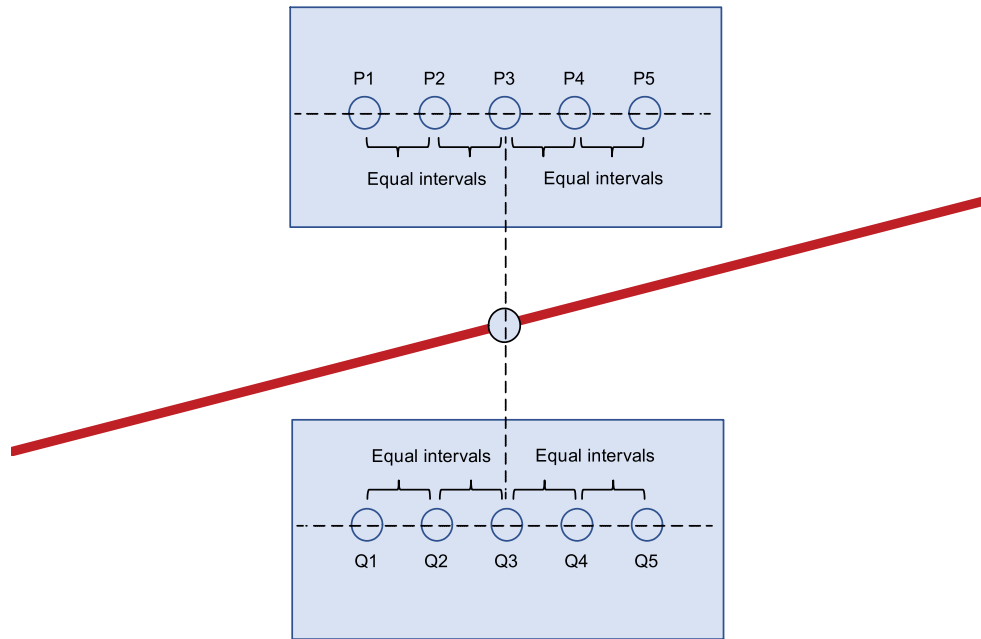 P1 P2 P3 P4 P5
Equal intervals Equal intervals
Equal intervals Equal intervals
Q1 Q2 Q3 Q4 Q5